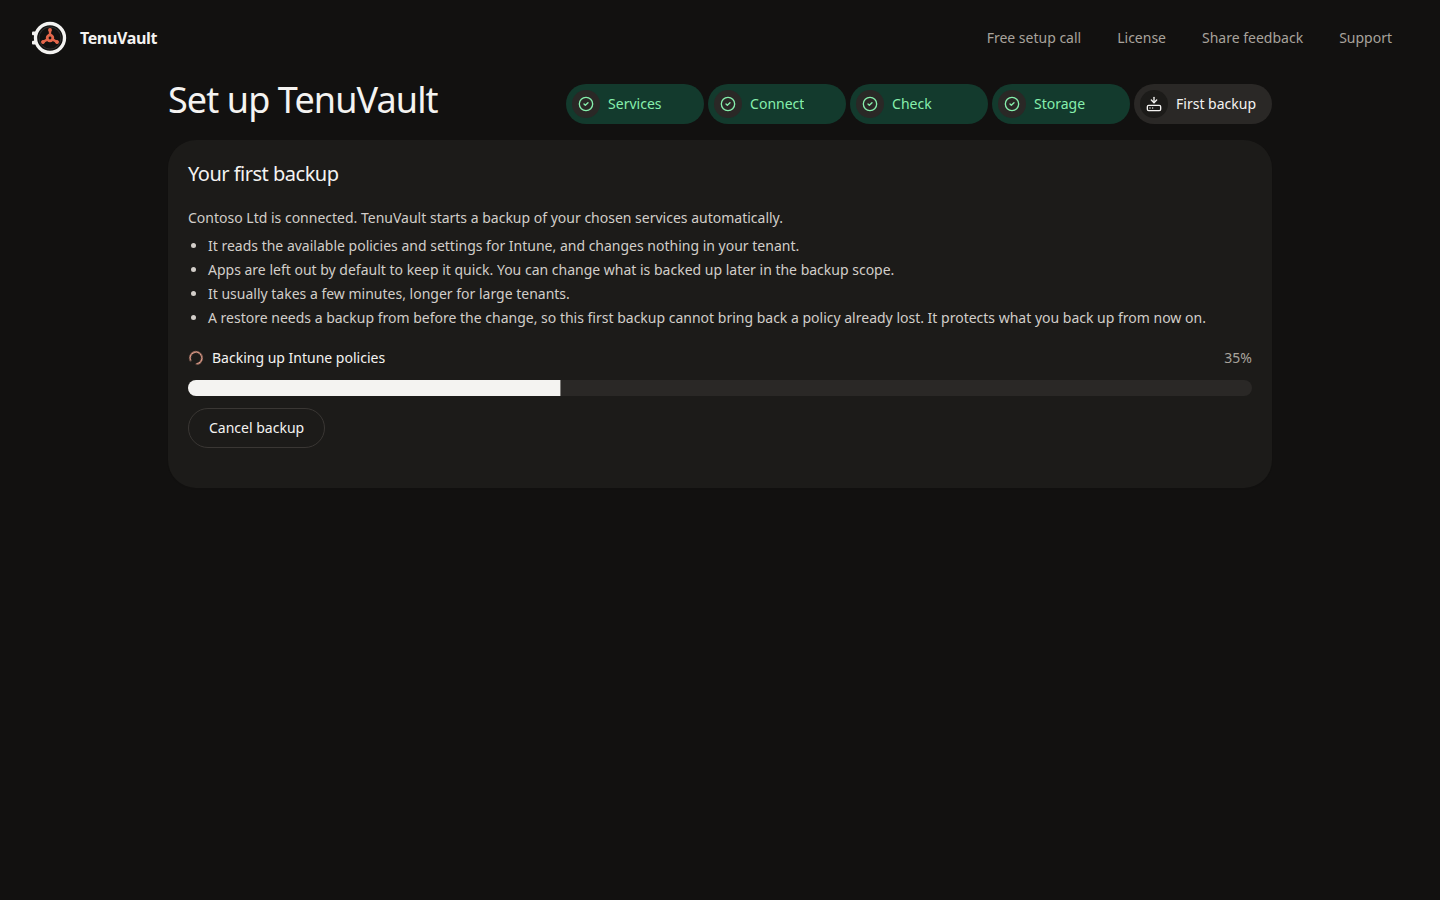 TenuVault
Free setup call
License
Share feedback
Support
Set up TenuVault
Services
Connect
Check
Storage
First backup
Your first backup
Contoso Ltd is connected. TenuVault starts a backup of your chosen services automatically.
It reads the available policies and settings for Intune, and changes nothing in your tenant.
Apps are left out by default to keep it quick. You can change what is backed up later in the backup scope.
It usually takes a few minutes, longer for large tenants.
A restore needs a backup from before the change, so this first backup cannot bring back a policy already lost. It protects what you back up from now on.
Backing up Intune policies
35%
Cancel backup